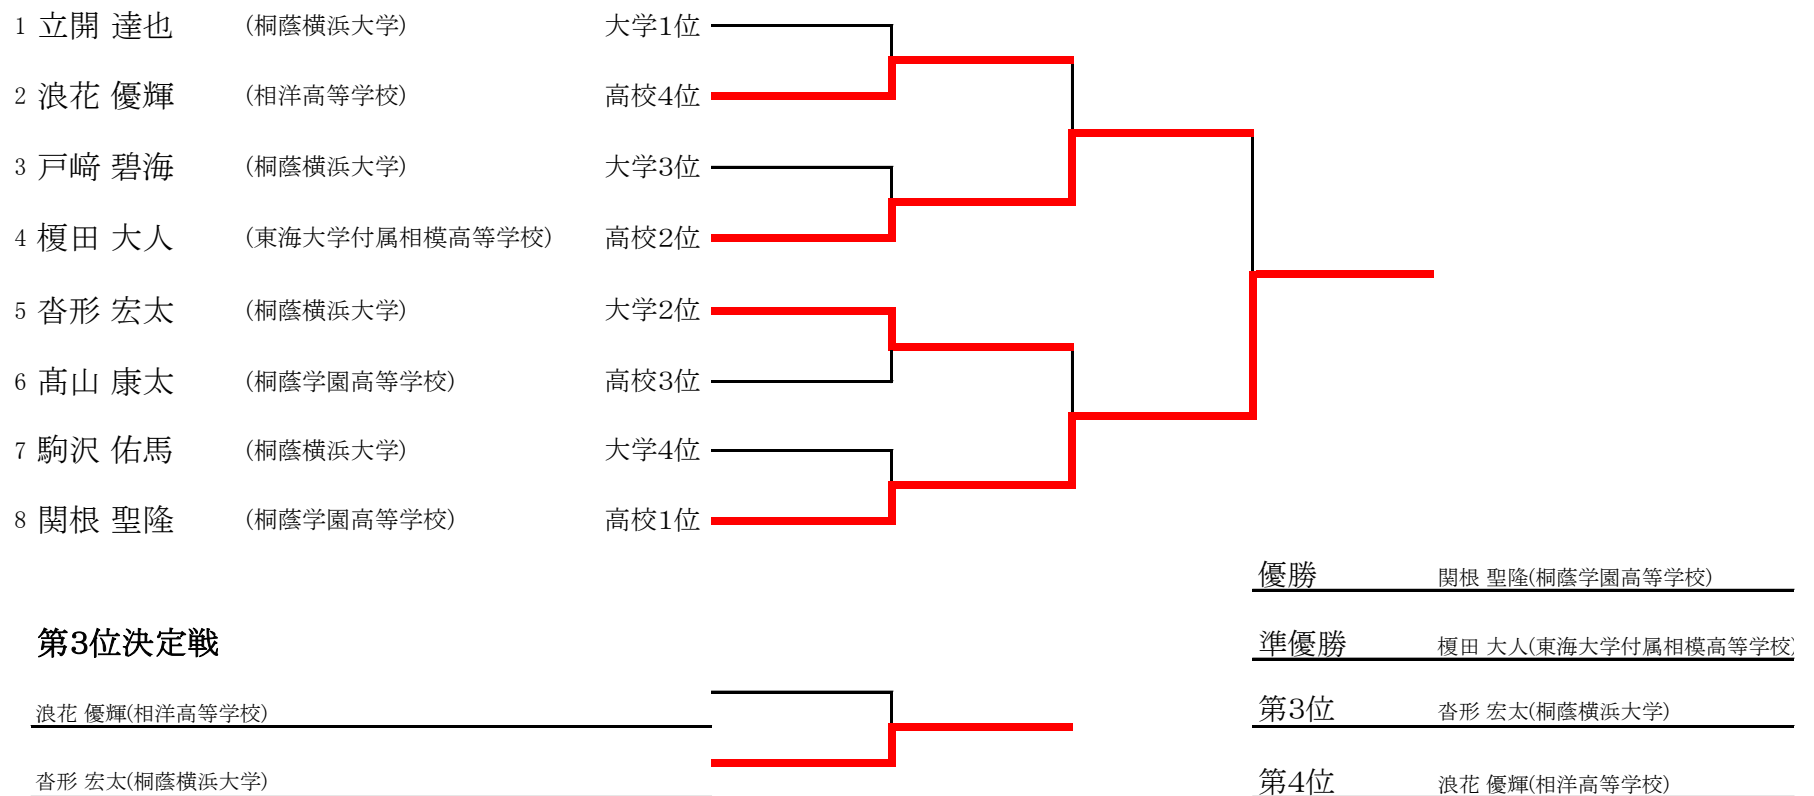 1 立開 達也 (桐蔭横浜大学) 大学1位
2 浪花 優輝 (相洋高等学校) 高校4位
3 戸﨑 碧海 (桐蔭横浜大学) 大学3位
4 榎田 大人 (東海大学付属相模高等学校) 高校2位
5 沓形 宏太 (桐蔭横浜大学) 大学2位
6 髙山 康太 (桐蔭学園高等学校) 高校3位
7 駒沢 佑馬 (桐蔭横浜大学) 大学4位
8 関根 聖隆 (桐蔭学園高等学校) 高校1位
優勝 関根 聖隆(桐蔭学園高等学校)
第3位決定戦
準優勝 榎田 大人(東海大学付属相模高等学校)
浪花 優輝(相洋高等学校)
第3位 沓形 宏太(桐蔭横浜大学)
沓形 宏太(桐蔭横浜大学)
第4位 浪花 優輝(相洋高等学校)